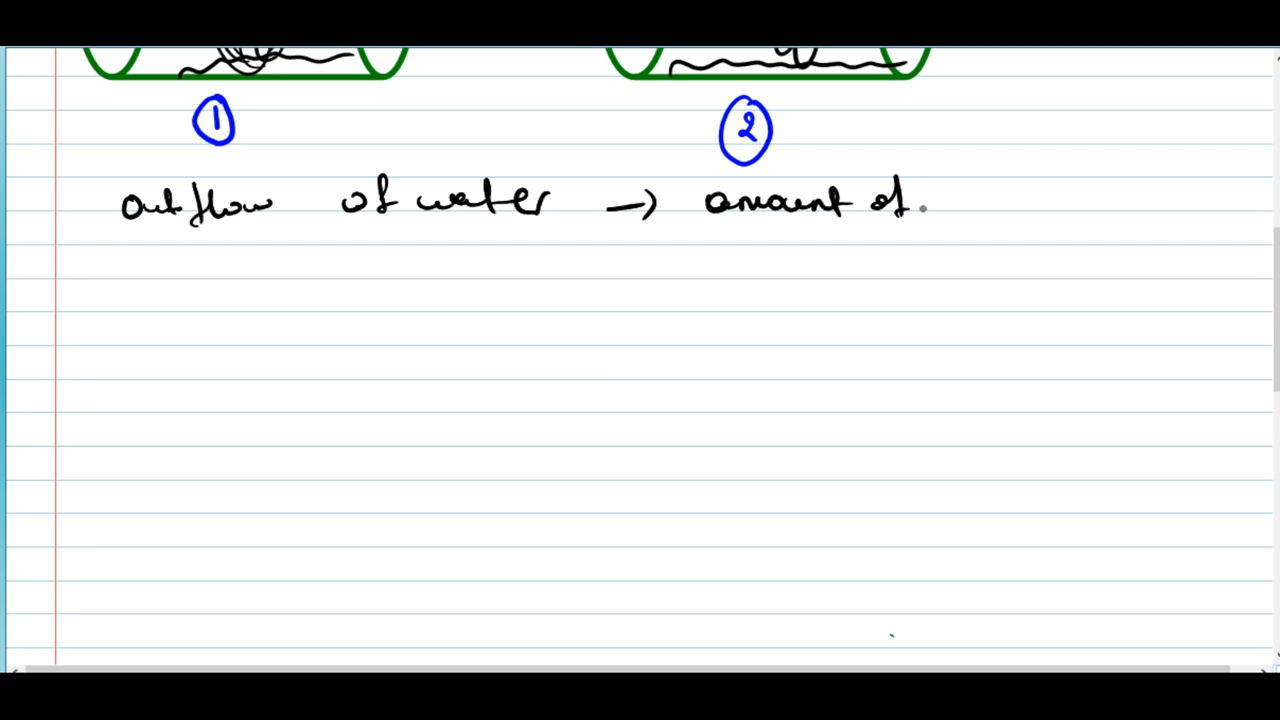 1 2
outflow of water → amount of